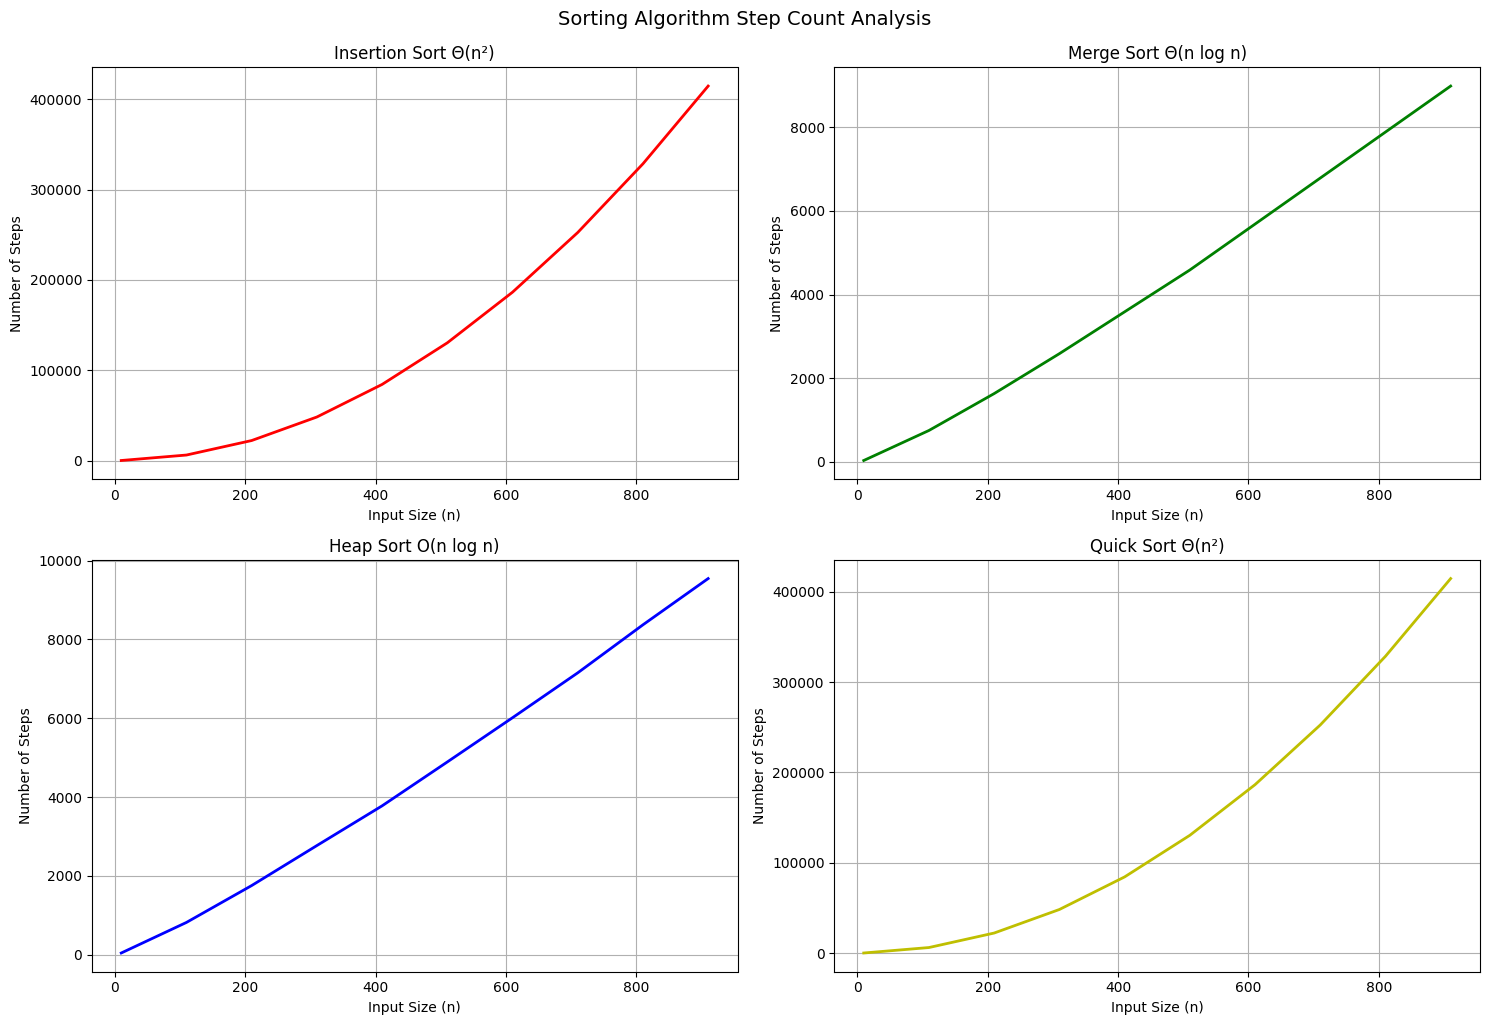 Sorting Algorithm Step Count Analysis
Insertion Sort Θ(n²)
400000
300000
200000
100000
0
Number of Steps
0 200 400 600 800
Input Size (n)
Merge Sort Θ(n log n)
8000
6000
4000
2000
0
Number of Steps
0 200 400 600 800
Input Size (n)
Heap Sort O(n log n)
10000
8000
6000
4000
2000
0
Number of Steps
0 200 400 600 800
Input Size (n)
Quick Sort Θ(n²)
400000
300000
200000
100000
0
Number of Steps
0 200 400 600 800
Input Size (n)